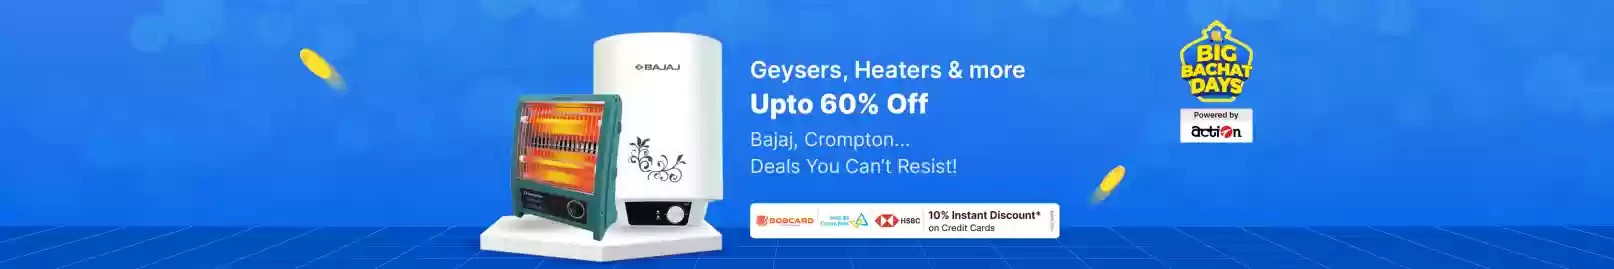 BAJAJ
Geysers, Heaters & more
Upto 60% Off
Bajaj, Crompton...
Deals You Can't Resist!
BOBCARD
HSBC
10% Instant Discount*
on Credit Cards
BIG
BACHAT
DAYS
Powered by
action